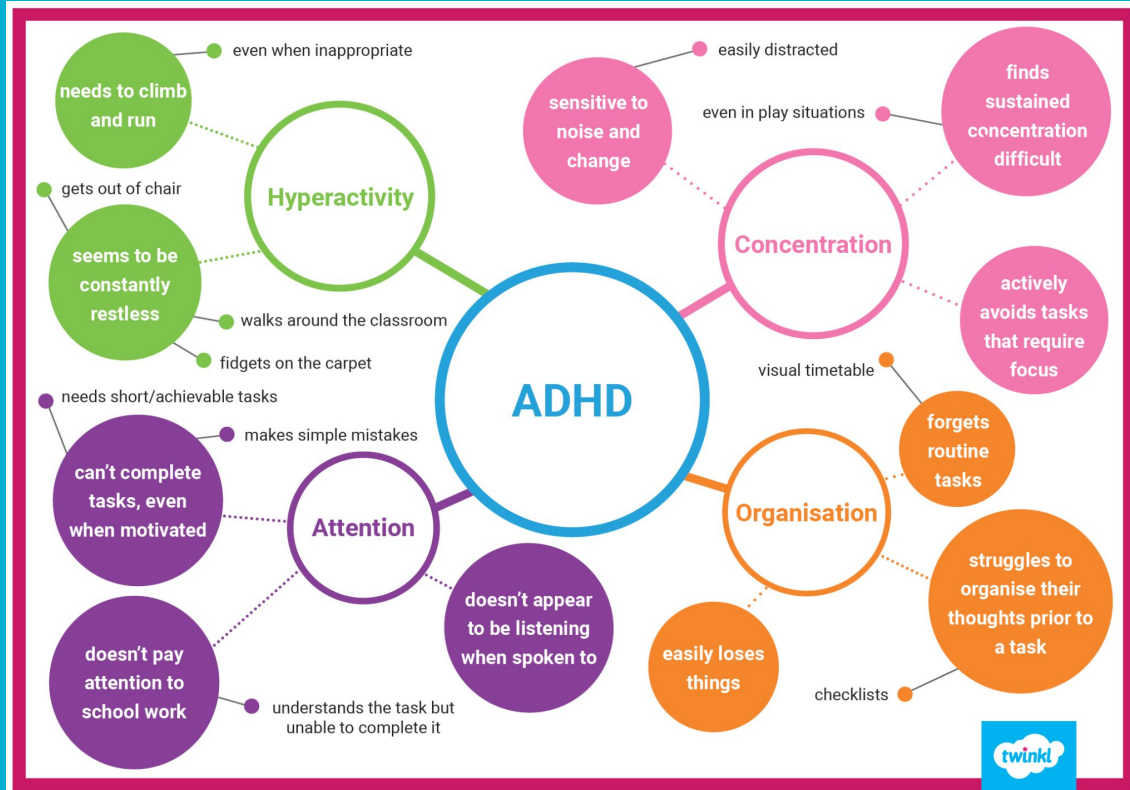 even when inappropriate
needs to climb
and run
Hyperactivity
gets out of chair
seems to be
constantly
restless
walks around the classroom
fidgets on the carpet
easily distracted
sensitive to
noise and
change
even in play situations
finds
sustained
concentration
difficult
Concentration
actively
avoids tasks
that require
focus
ADHD
needs short/achievable tasks
makes simple mistakes
can't complete
tasks, even
when motivated
Attention
doesn't pay
attention to
school work
understands the task but
unable to complete it
doesn't appear
to be listening
when spoken to
visual timetable
forgets
routine
tasks
Organisation
struggles to
organise their
thoughts prior to
a task
easily loses
things
checklists
twinkl